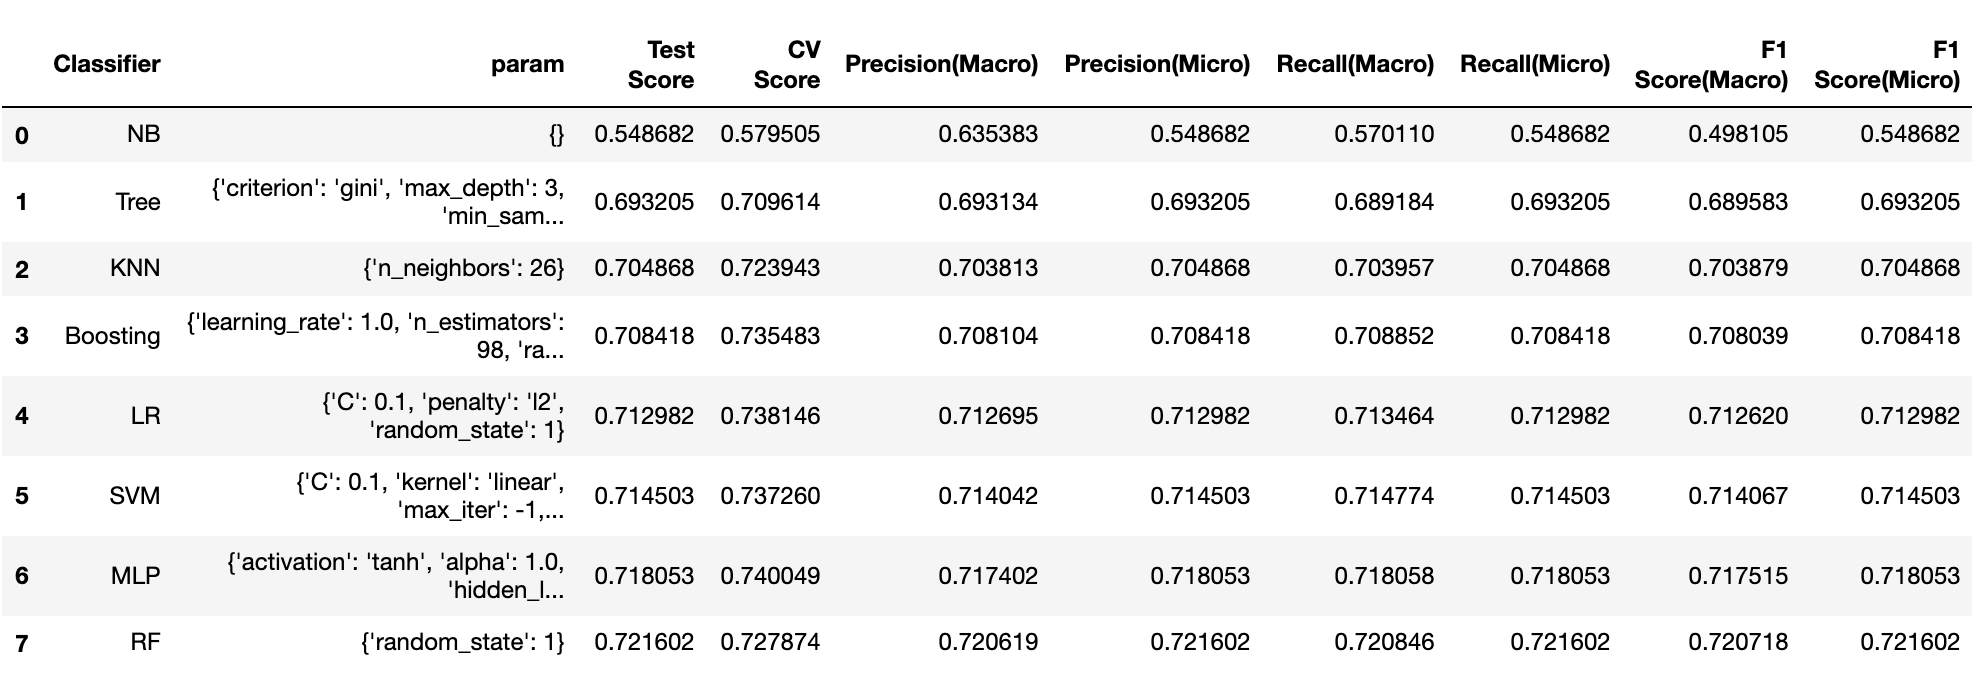 Classifier param Test Score CV Score Precision(Macro) Precision(Micro) Recall(Macro) Recall(Micro) F1 Score(Macro) F1 Score(Micro)
0 NB {} 0.548682 0.579505 0.635383 0.548682 0.570110 0.548682 0.498105 0.548682
1 Tree {'criterion': 'gini', 'max_depth': 3, 'min_sam... 0.693205 0.709614 0.693134 0.693205 0.689184 0.693205 0.689583 0.693205
2 KNN {'n_neighbors': 26} 0.704868 0.723943 0.703813 0.704868 0.703957 0.704868 0.703879 0.704868
3 Boosting {'learning_rate': 1.0, 'n_estimators': 98, 'ra... 0.708418 0.735483 0.708104 0.708418 0.708852 0.708418 0.708039 0.708418
4 LR {'C': 0.1, 'penalty': 'l2', 'random_state': 1} 0.712982 0.738146 0.712695 0.712982 0.713464 0.712982 0.712620 0.712982
5 SVM {'C': 0.1, 'kernel': 'linear', 'max_iter': -1,... 0.714503 0.737260 0.714042 0.714503 0.714774 0.714503 0.714067 0.714503
6 MLP {'activation': 'tanh', 'alpha': 1.0, 'hidden_l... 0.718053 0.740049 0.717402 0.718053 0.718058 0.718053 0.717515 0.718053
7 RF {'random_state': 1} 0.721602 0.727874 0.720619 0.721602 0.720846 0.721602 0.720718 0.721602